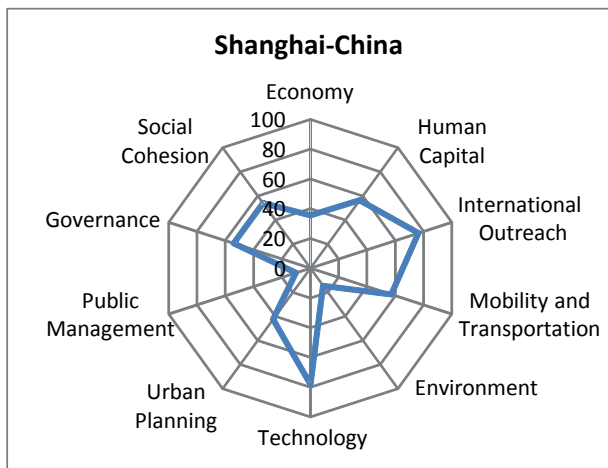 Shanghai-China
Economy
Human
Capital
International
Outreach
Mobility and
Transportation
Environment
Technology
Urban
Planning
Public
Management
Governance
Social
Cohesion
100
80
60
40
20
0